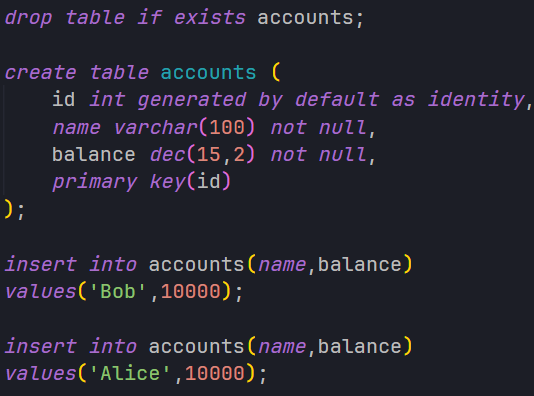 drop table if exists accounts;
create table accounts (
id int generated by default as identity,
name varchar(100) not null,
balance dec(15,2) not null,
primary key(id)
);
insert into accounts(name,balance)
values('Bob',10000);
insert into accounts(name,balance)
values('Alice',10000);